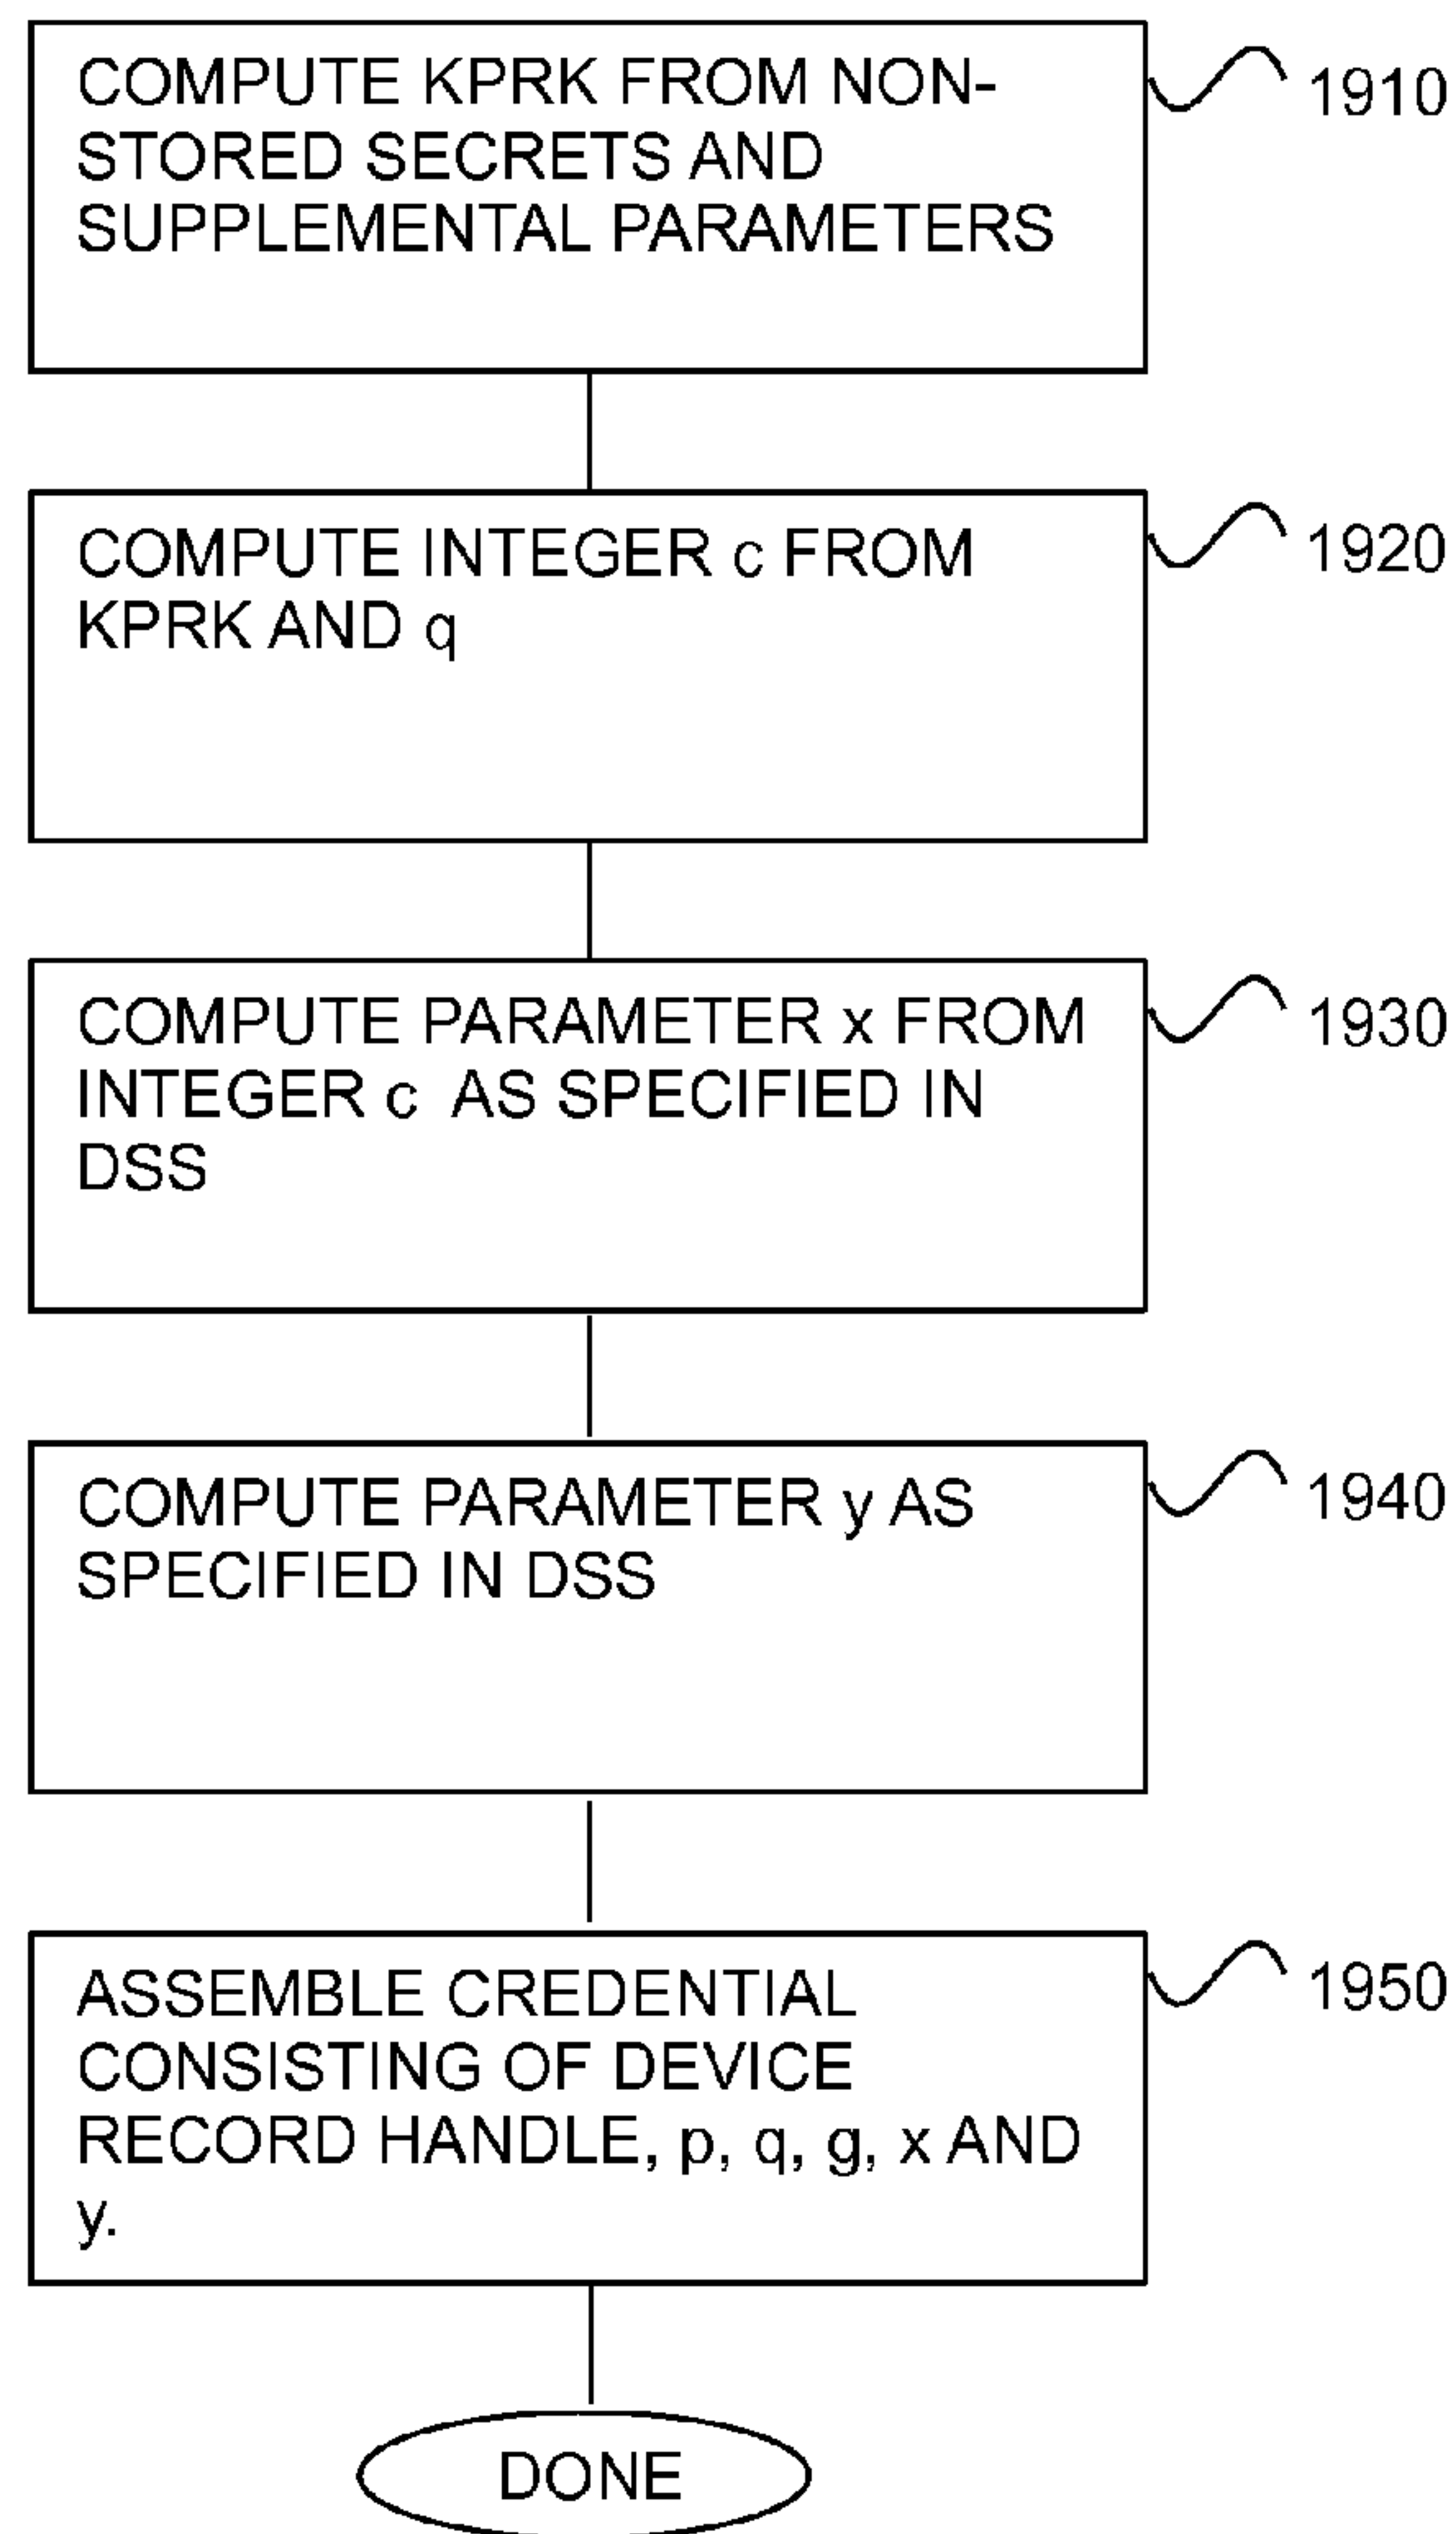 COMPUTE KPRK FROM NON-
STORED SECRETS AND
SUPPLEMENTAL PARAMETERS
1910
COMPUTE INTEGER c FROM
KPRK AND q
1920
COMPUTE PARAMETER x FROM
INTEGER c AS SPECIFIED IN
DSS
1930
COMPUTE PARAMETER y AS
SPECIFIED IN DSS
1940
ASSEMBLE CREDENTIAL
CONSISTING OF DEVICE
RECORD HANDLE, p, q, g, x AND
y.
1950
DONE